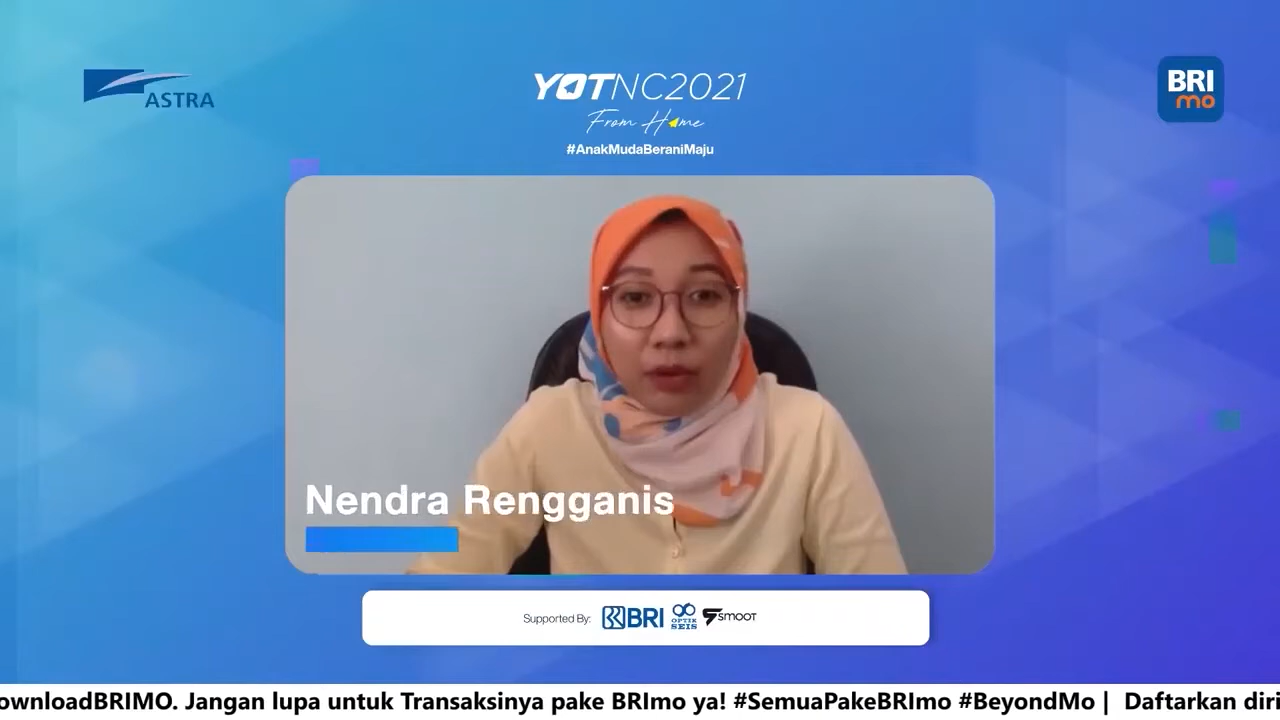 ASTRA
YOTNC2021
From Home
#AnakMudaBeraniMaju
BRI
mo
Nendra Rengganis
Supported By:
BRI
OPTIK
SEIS
SMOOT
ownloadBRIMO. Jangan lupa untuk Transaksinya pake BRImo ya! #SemuaPakeBRImo #BeyondMo | Daftarkan diri